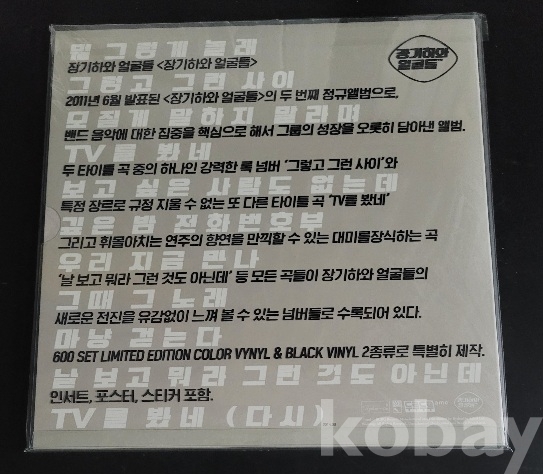 뭘 그렇게 놀래
장기하와 얼굴들 <장기하와 얼굴들>
그렇고 그런 사이
2011년 6월 발표된 <장기하와 얼굴들>의 두 번째 정규앨범으로,
모질게 말하지 말라며
밴드 음악에 대한 집중을 핵심으로 해서 그룹의 성장을 오롯히 담아낸 앨범.
TV를 봤네
두 타이틀 곡 중의 하나인 강력한 록 넘버 '그렇고 그런 사이'와
보고 싶은 사람도 없는데
특정 장르로 규정 지울 수 없는 또 다른 타이틀 곡 'TV를 봤네'
깊은 밤 전화번호부
그리고 휘몰아치는 연주의 향연을 만끽할 수 있는 대미를장식하는 곡
우리 지금 만나
'날 보고 뭐라 그런 것도 아닌데' 등 모든 곡들이 장기하와 얼굴들의
그때 그 노래
새로운 전진을 유감없이 느껴 볼 수 있는 넘버들로 수록되어 있다.
마냥 걷는다
600 SET LIMITED EDITION COLOR VYNYL & BLACK VINYL 2종류로 특별히 제작.
날 보고 뭐라 그런 것도 아닌데
인서트, 포스터, 스티커 포함.
TV를 봤네 (다시)
장기하와
얼굴들
kobay